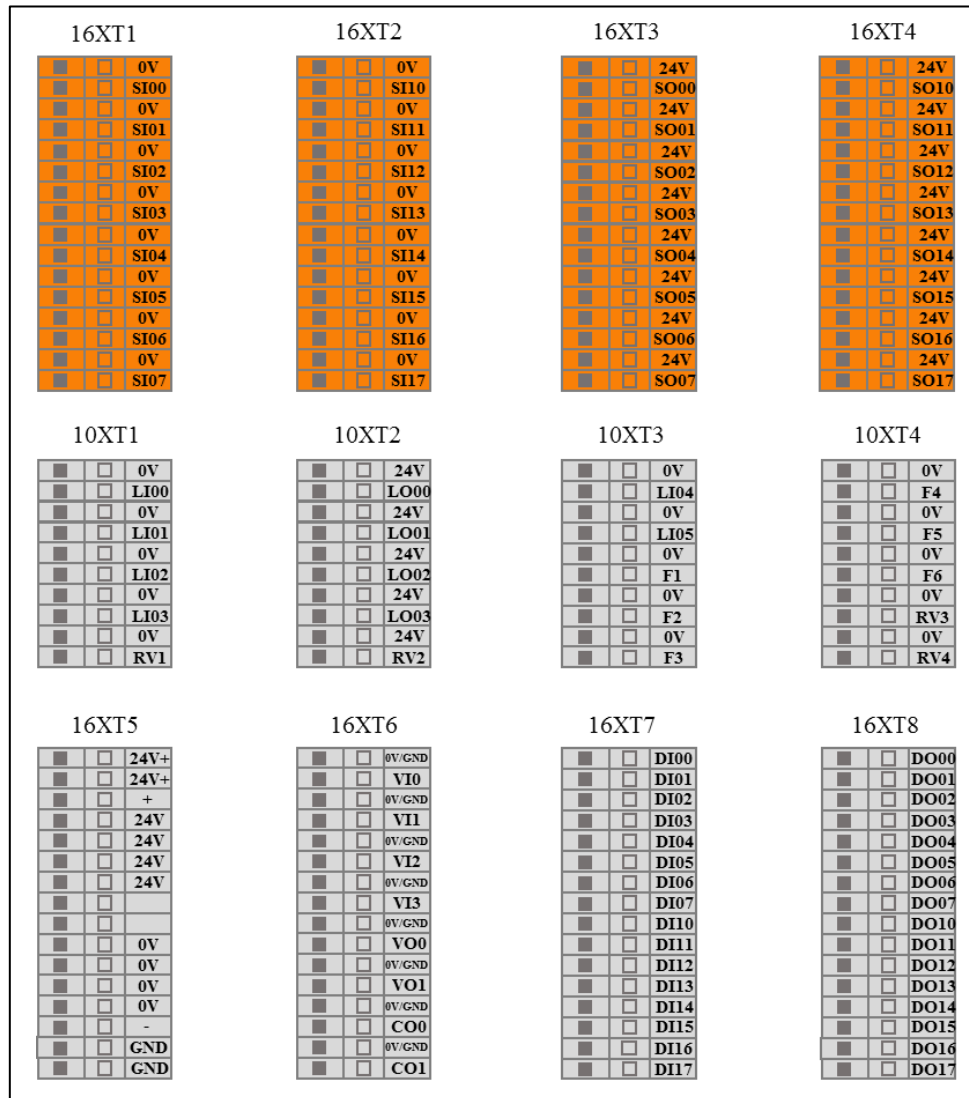 16XT1 16XT2 16XT3 16XT4
0V 0V 24V 24V
SI00 SI10 SO00 SO10
0V 0V 24V 24V
SI01 SI11 SO01 SO11
0V 0V 24V 24V
SI02 SI12 SO02 SO12
0V 0V 24V 24V
SI03 SI13 SO03 SO13
0V 0V 24V 24V
SI04 SI14 SO04 SO14
0V 0V 24V 24V
SI05 SI15 SO05 SO15
0V 0V 24V 24V
SI06 SI16 SO06 SO16
0V 0V 24V 24V
SI07 SI17 SO07 SO17
10XT1 10XT2 10XT3 10XT4
0V 24V 0V 0V
LI00 LO00 LI04 F4
0V 24V 0V 0V
LI01 LO01 LI05 F5
0V 24V 0V 0V
LI02 LO02 F1 F6
0V 24V 0V 0V
LI03 LO03 F2 RV3
0V 24V 0V 0V
RV1 RV2 F3 RV4
16XT5 16XT6 16XT7 16XT8
24V+ 0V/GND DI00 DO00
24V+ VI0 DI01 DO01
+ 0V/GND DI02 DO02
24V VI1 DI03 DO03
24V 0V/GND DI04 DO04
24V VI2 DI05 DO05
24V 0V/GND DI06 DO06
VI3 DI07 DO07
0V/GND DI10 DO10
0V VO0 DI11 DO11
0V 0V/GND DI12 DO12
0V VO1 DI13 DO13
0V 0V/GND DI14 DO14
- CO0 DI15 DO15
GND 0V/GND DI16 DO16
GND CO1 DI17 DO17